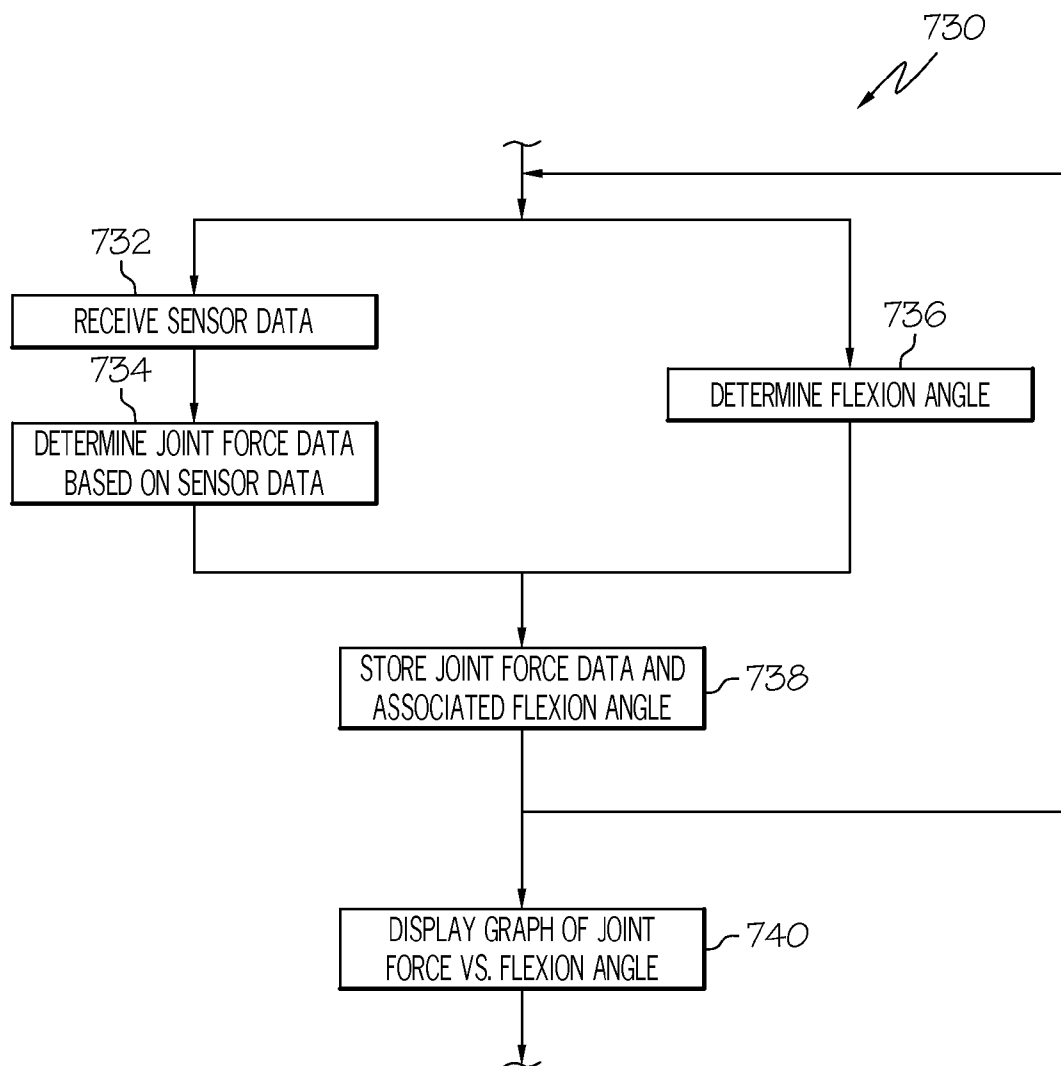 730
732
RECEIVE SENSOR DATA
734
DETERMINE JOINT FORCE DATA
BASED ON SENSOR DATA
736
DETERMINE FLEXION ANGLE
STORE JOINT FORCE DATA AND
ASSOCIATED FLEXION ANGLE
738
DISPLAY GRAPH OF JOINT
FORCE VS. FLEXION ANGLE
740